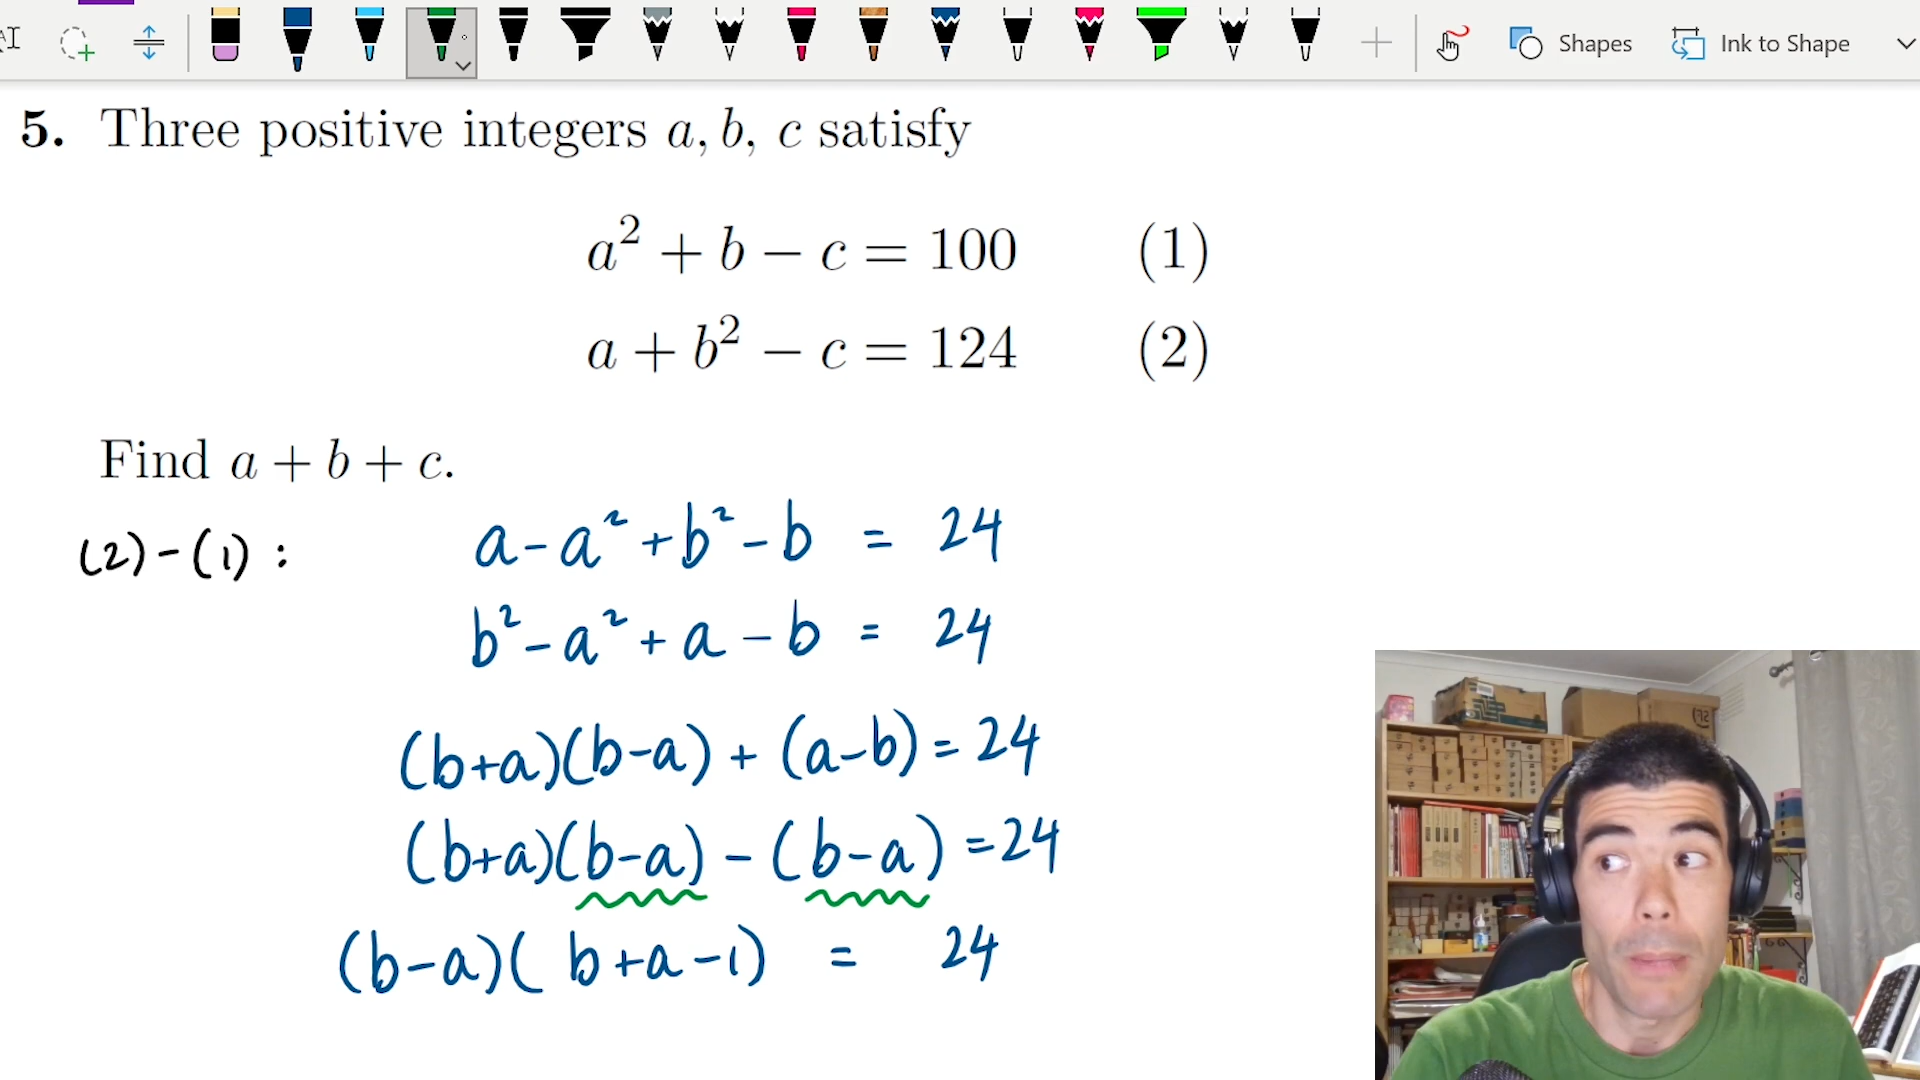 Shapes Ink to Shape
5. Three positive integers a, b, c satisfy
a² + b − c = 100 (1)
a + b² − c = 124 (2)
Find a + b + c.
(2)-(1) : a-a²+b²-b = 24
b²-a²+a-b = 24
(b+a)(b-a)+(a-b)=24
(b+a)(b-a)-(b-a)=24
(b-a)(b+a-1) = 24